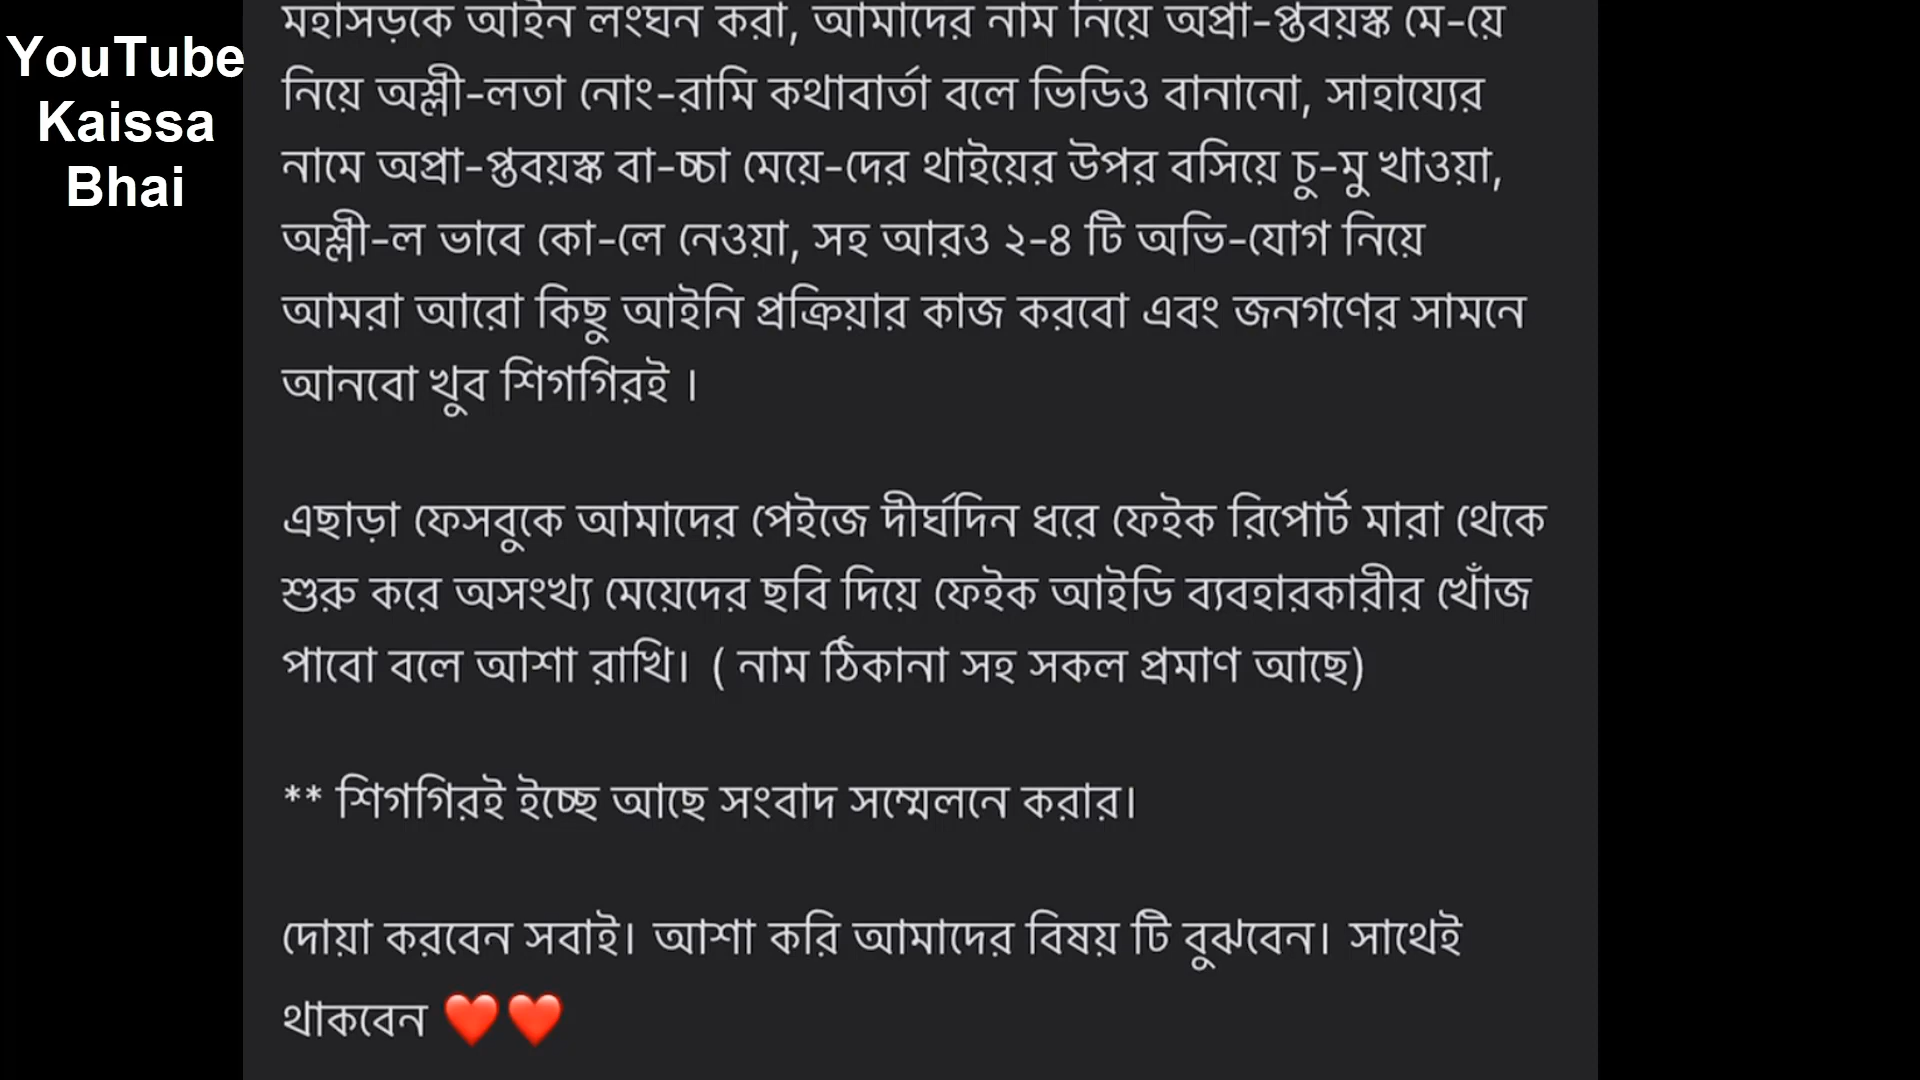 YouTube
Kaissa
Bhai
মহাসড়কে আইন লংঘন করা, আমাদের নাম নিয়ে অপ্রা-প্তবয়স্ক মে-য়ে
নিয়ে অশ্লী-লতা নোং-রামি কথাবার্তা বলে ভিডিও বানানো, সাহায্যের
নামে অপ্রা-প্তবয়স্ক বা-চ্চা মেয়ে-দের থাইয়ের উপর বসিয়ে চু-মু খাওয়া,
অশ্লী-ল ভাবে কো-লে নেওয়া, সহ আরও ২-৪ টি অভি-যোগ নিয়ে
আমরা আরো কিছু আইনি প্রক্রিয়ার কাজ করবো এবং জনগণের সামনে
আনবো খুব শিগগিরই ।
এছাড়া ফেসবুকে আমাদের পেইজে দীর্ঘদিন ধরে ফেইক রিপোর্ট মারা থেকে
শুরু করে অসংখ্য মেয়েদের ছবি দিয়ে ফেইক আইডি ব্যবহারকারীর খোঁজ
পাবো বলে আশা রাখি। ( নাম ঠিকানা সহ সকল প্রমাণ আছে)
** শিগগিরই ইচ্ছে আছে সংবাদ সম্মেলনে করার।
দোয়া করবেন সবাই। আশা করি আমাদের বিষয় টি বুঝবেন। সাথেই
থাকবেন ❤️❤️